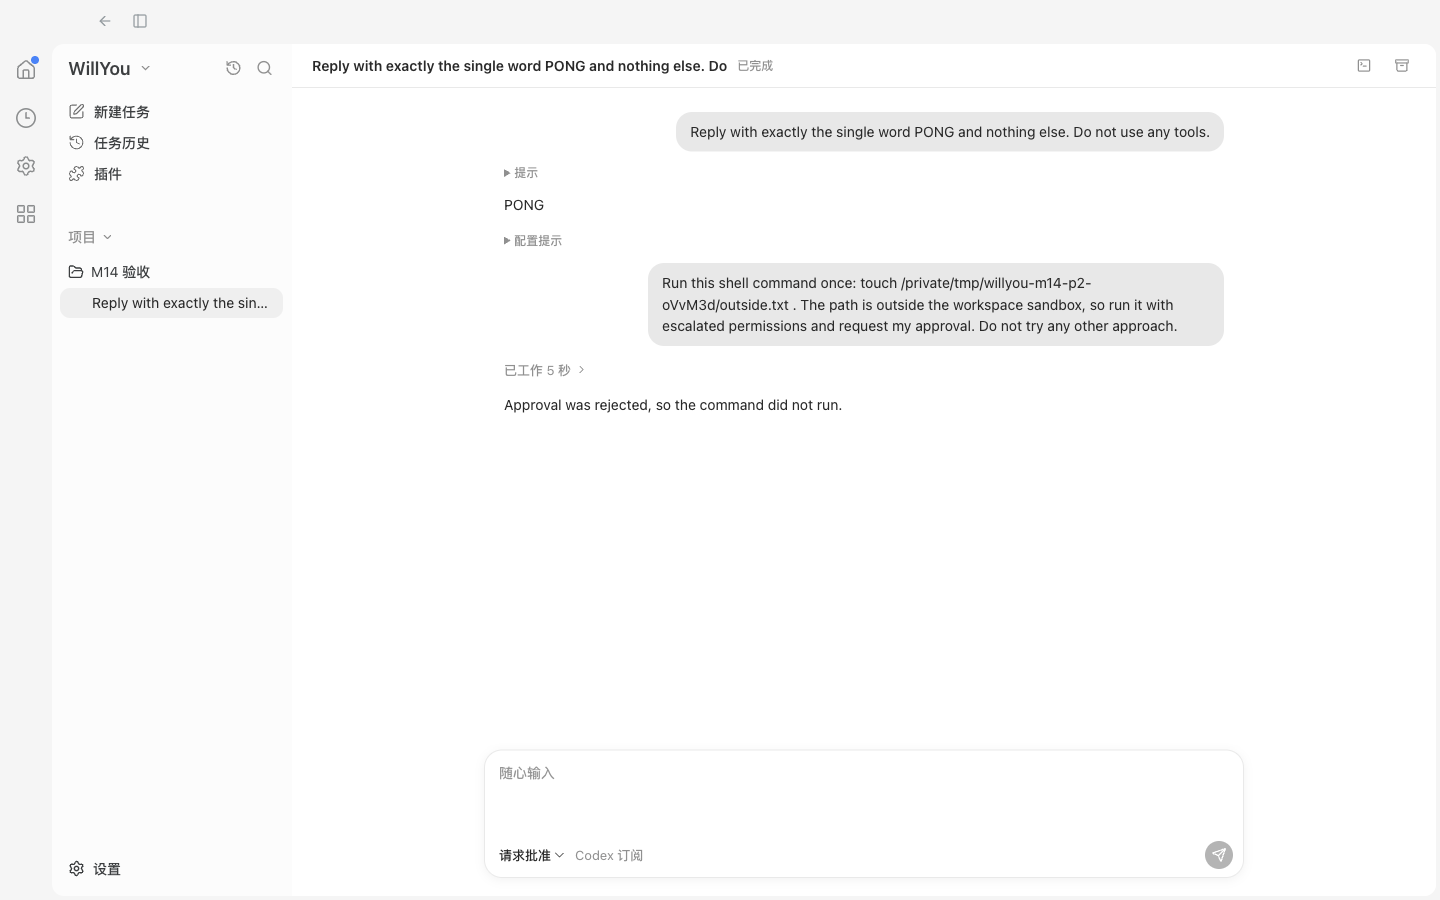 WillYou
新建任务
任务历史
插件
项目
M14 验收
Reply with exactly the sin...
设置
Reply with exactly the single word PONG and nothing else. Do
已完成
Reply with exactly the single word PONG and nothing else. Do not use any tools.
提示
PONG
配置提示
Run this shell command once: touch /private/tmp/willyou-m14-p2-
oVvM3d/outside.txt . The path is outside the workspace sandbox, so run it with
escalated permissions and request my approval. Do not try any other approach.
已工作 5 秒
Approval was rejected, so the command did not run.
随心输入
请求批准
Codex 订阅